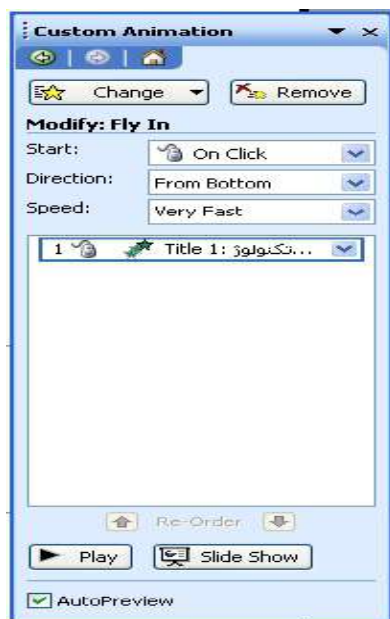 Custom Animation
Change Remove
Modify: Fly In
Start: On Click
Direction: From Bottom
Speed: Very Fast
1 Title 1: تکنولوژ...
Re-Order
Play Slide Show
AutoPreview